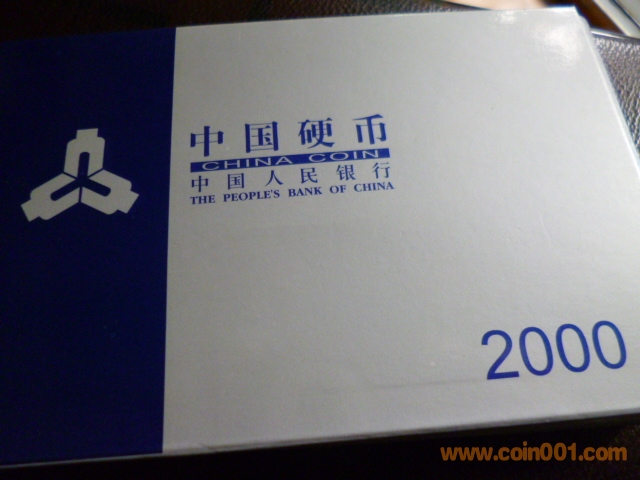 中国硬币
CHINA COIN
中国人民银行
THE PEOPLE'S BANK OF CHINA
2000
www.coin001.com